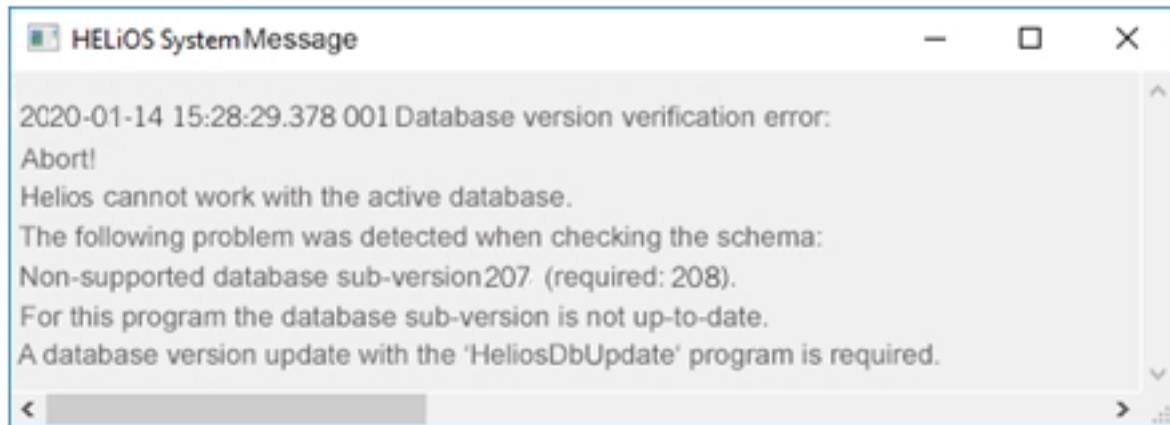 HELiOS System Message
2020-01-14 15:28:29.378 001 Database version verification error:
Abort!
Helios cannot work with the active database.
The following problem was detected when checking the schema:
Non-supported database sub-version 207 (required: 208).
For this program the database sub-version is not up-to-date.
A database version update with the 'HeliosDbUpdate' program is required.